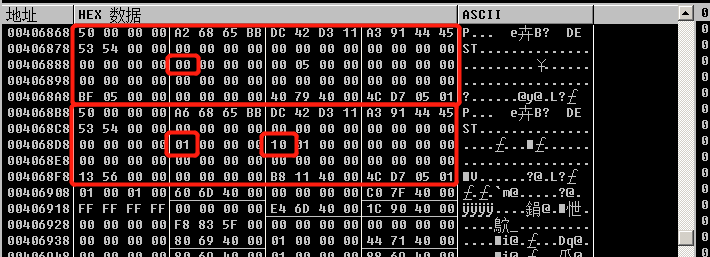 地址 HEX 数据 ASCII
00406868 50 00 00 00 A2 68 65 BB DC 42 D3 11 A3 91 44 45 P... e卉B? DE
00406878 53 54 00 00 00 00 00 00 00 00 00 00 00 00 00 00 ST..............
00406888 00 00 00 00 00 00 00 00 00 05 00 00 00 00 00 00
00406898 00 00 00 00 00 00 00 00 00 00 00 00 00 00 00 00 ................
004068A8 BF 05 00 00 00 00 00 00 40 79 40 00 4C D7 05 01 ?.......@y@.L?
004068B8 50 00 00 00 A6 68 65 BB DC 42 D3 11 A3 91 44 45 P... e卉B? DE
004068C8 53 54 00 00 00 00 00 00 00 00 00 00 00 00 00 00 ST..............
004068D8 00 00 00 00 01 00 00 00 10 01 00 00 00 00 00 00
004068E8 00 00 00 00 00 00 00 00 00 00 00 00 00 00 00 00 ................
004068F8 13 56 00 00 00 00 00 00 B8 11 40 00 4C D7 05 01
00406908 01 00 01 00 60 6D 40 00 00 00 00 00 C0 7F 40 00
00406918 FF FF FF FF 00 00 00 00 E4 6D 40 00 1C 90 40 00
00406928 00 00 00 00 F8 83 5F 00 00 00 00 00 00 00 00 00
00406938 00 00 00 00 80 69 40 00 01 00 00 00 44 71 40 00